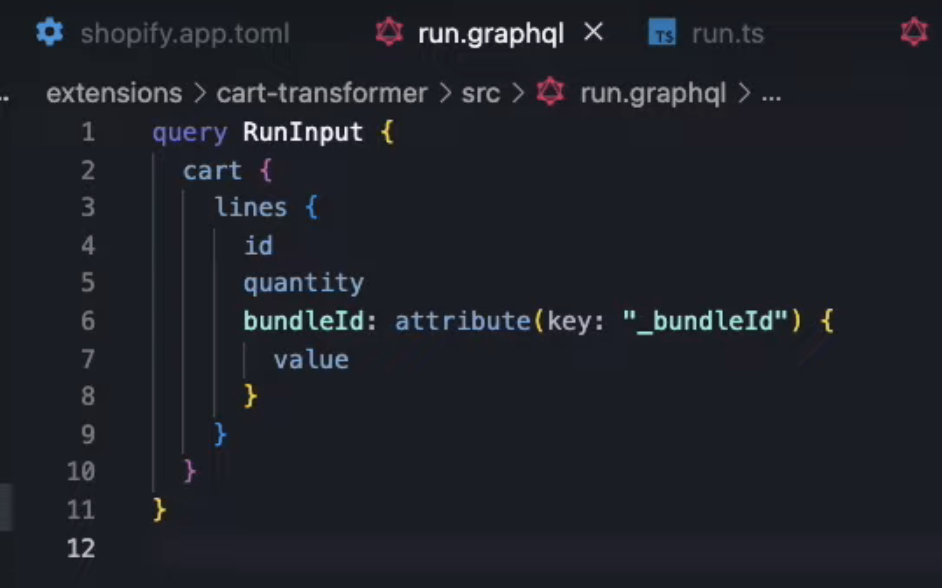 shopify.app.toml run.graphql × TS run.ts
.. extensions > cart-transformer > src > run.graphql > ...
1 query RunInput {
2 cart {
3 lines {
4 id
5 quantity
6 bundleId: attribute(key: "_bundleId") {
7 value
8 }
9 }
10 }
11 }
12